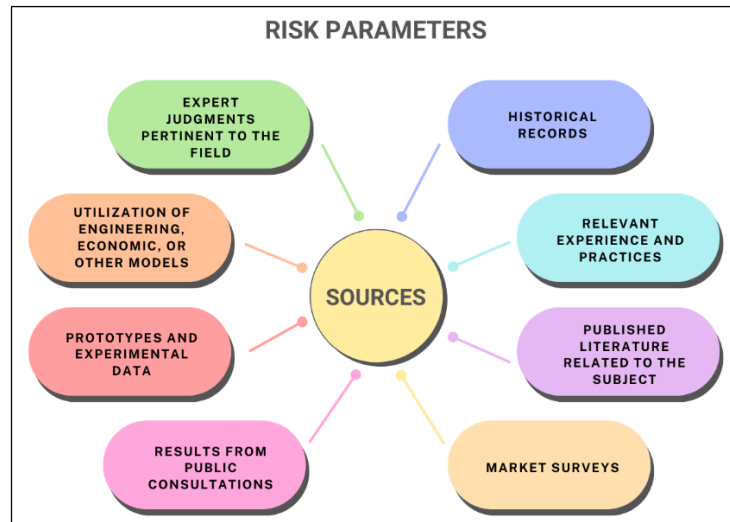 RISK PARAMETERS
EXPERT
JUDGMENTS
PERTINENT TO THE
FIELD
HISTORICAL
RECORDS
UTILIZATION OF
ENGINEERING,
ECONOMIC, OR
OTHER MODELS
RELEVANT
EXPERIENCE AND
PRACTICES
SOURCES
PROTOTYPES AND
EXPERIMENTAL
DATA
PUBLISHED
LITERATURE
RELATED TO THE
SUBJECT
RESULTS FROM
PUBLIC
CONSULTATIONS
MARKET SURVEYS